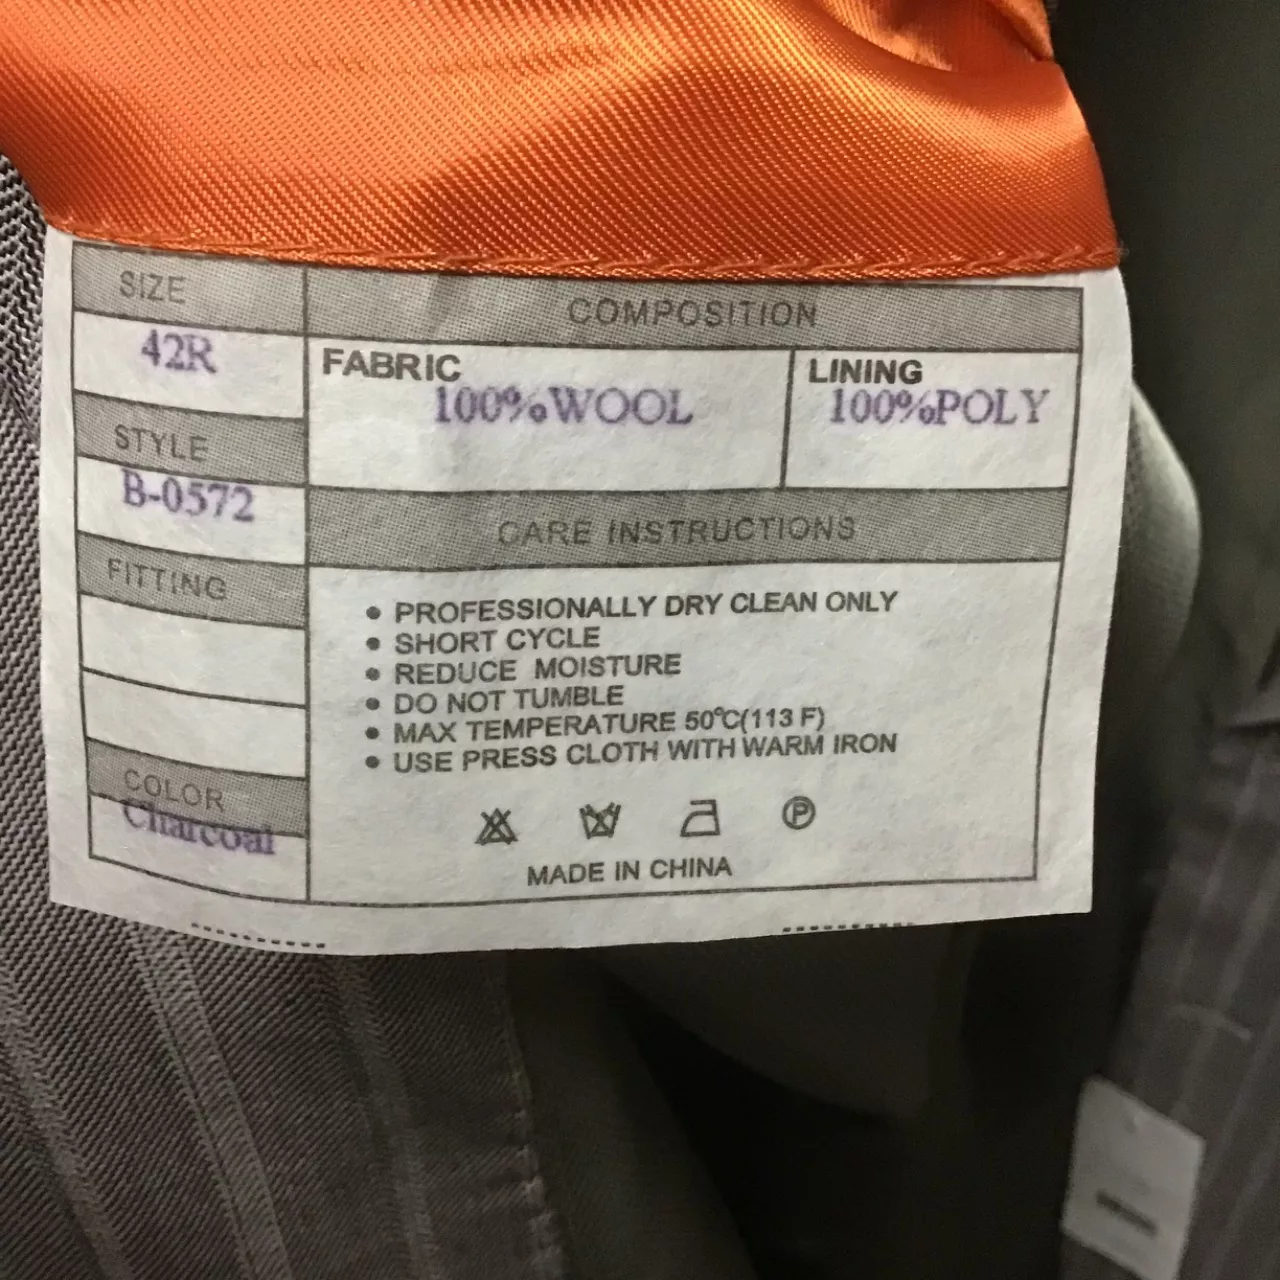 SIZE
42R
STYLE
B-0572
FITTING
COLOR
Charcoal
COMPOSITION
FABRIC
100%WOOL
LINING
100%POLY
CARE INSTRUCTIONS
• PROFESSIONALLY DRY CLEAN ONLY
• SHORT CYCLE
• REDUCE MOISTURE
• DO NOT TUMBLE
• MAX TEMPERATURE 50°C(113 F)
• USE PRESS CLOTH WITH WARM IRON
P
MADE IN CHINA